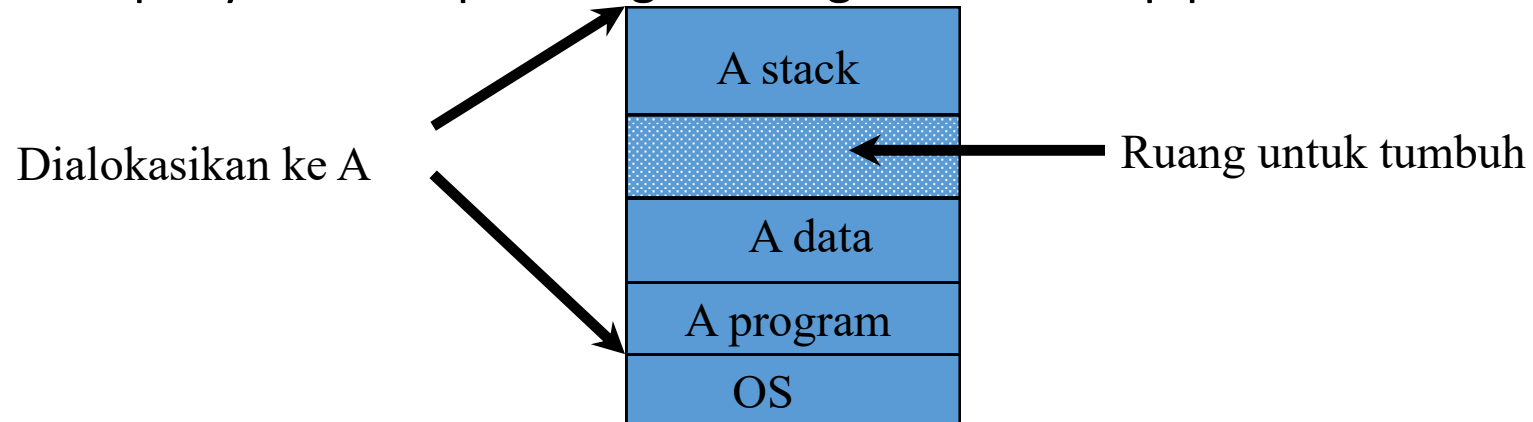 A stack
Dialokasikan ke A
Ruang untuk tumbuh
A data
A program
OS